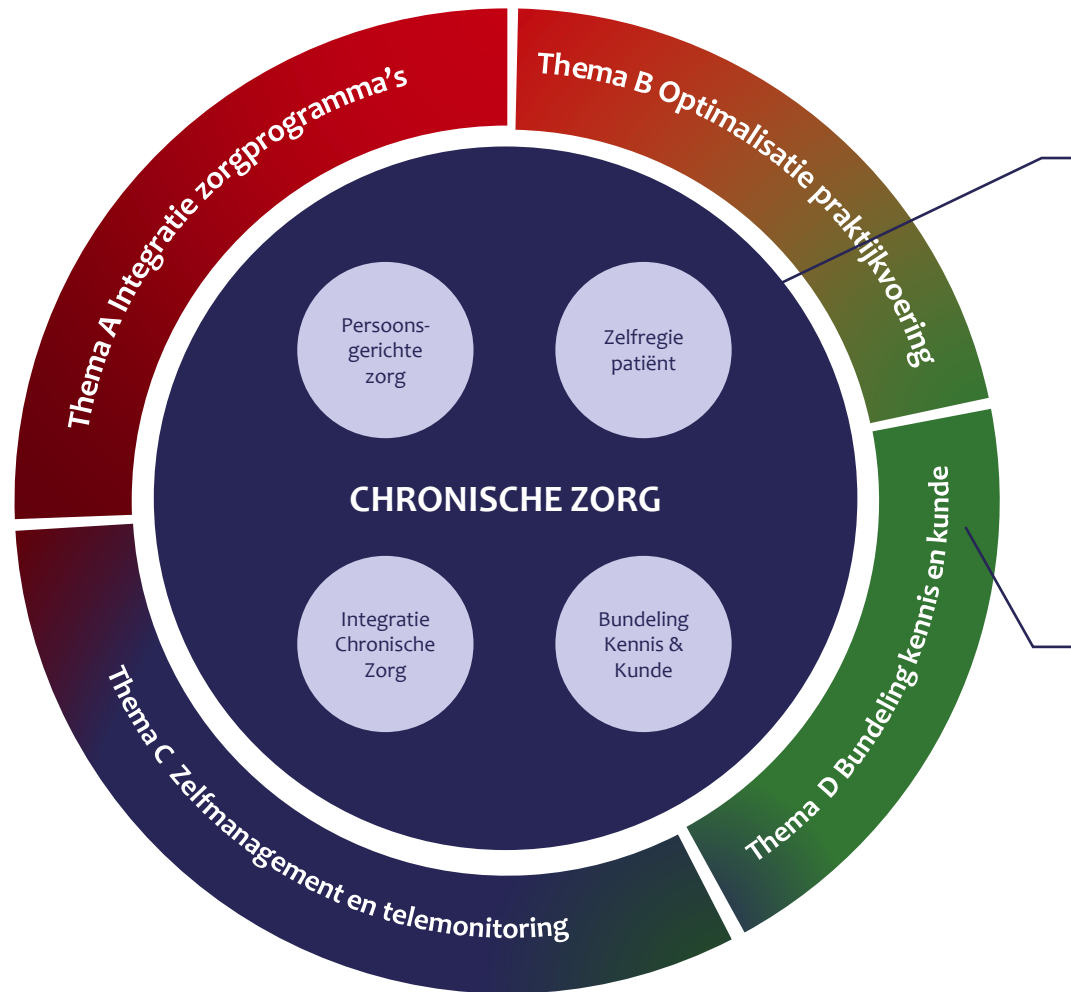 Thema A Integratie zorgprogramma's
Thema B Optimalisatie praktijkvoering
Persoons-
gerichte
zorg
Zelfregie
patiënt
CHRONISCHE ZORG
Integratie
Chronische
Zorg
Bundeling
Kennis &
Kunde
Thema C Zelfmanagement en telemonitoring
Thema D Bundeling kennis en kunde